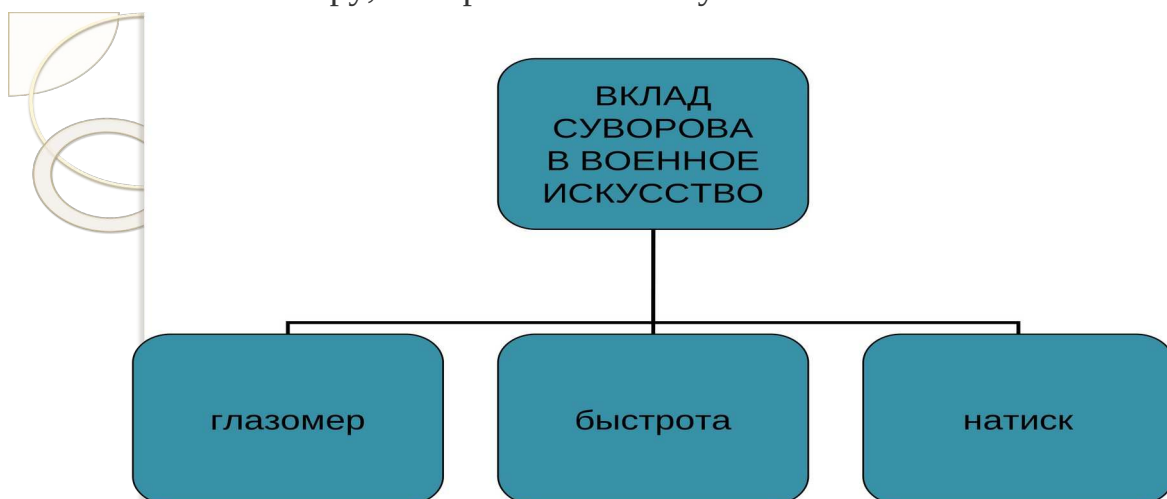 ВКЛАД
СУВОРОВА
В ВОЕННОЕ
ИСКУССТВО
глазомер
быстрота
натиск